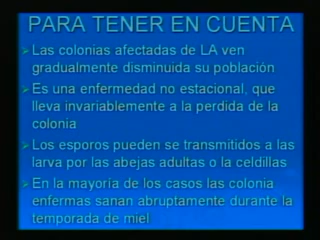 PARA TENER EN CUENTA
Las colonias afectadas de LA ven
gradualmente disminuida su población
Es una enfermedad no estacional, que
lleva invariablemente a la perdida de la
colonia
Los esporos pueden se transmitidos a las
larva por las abejas adultas o la celdillas
En la mayoría de los casos las colonia
enfermas sanan abruptamente durante la
temporada de miel